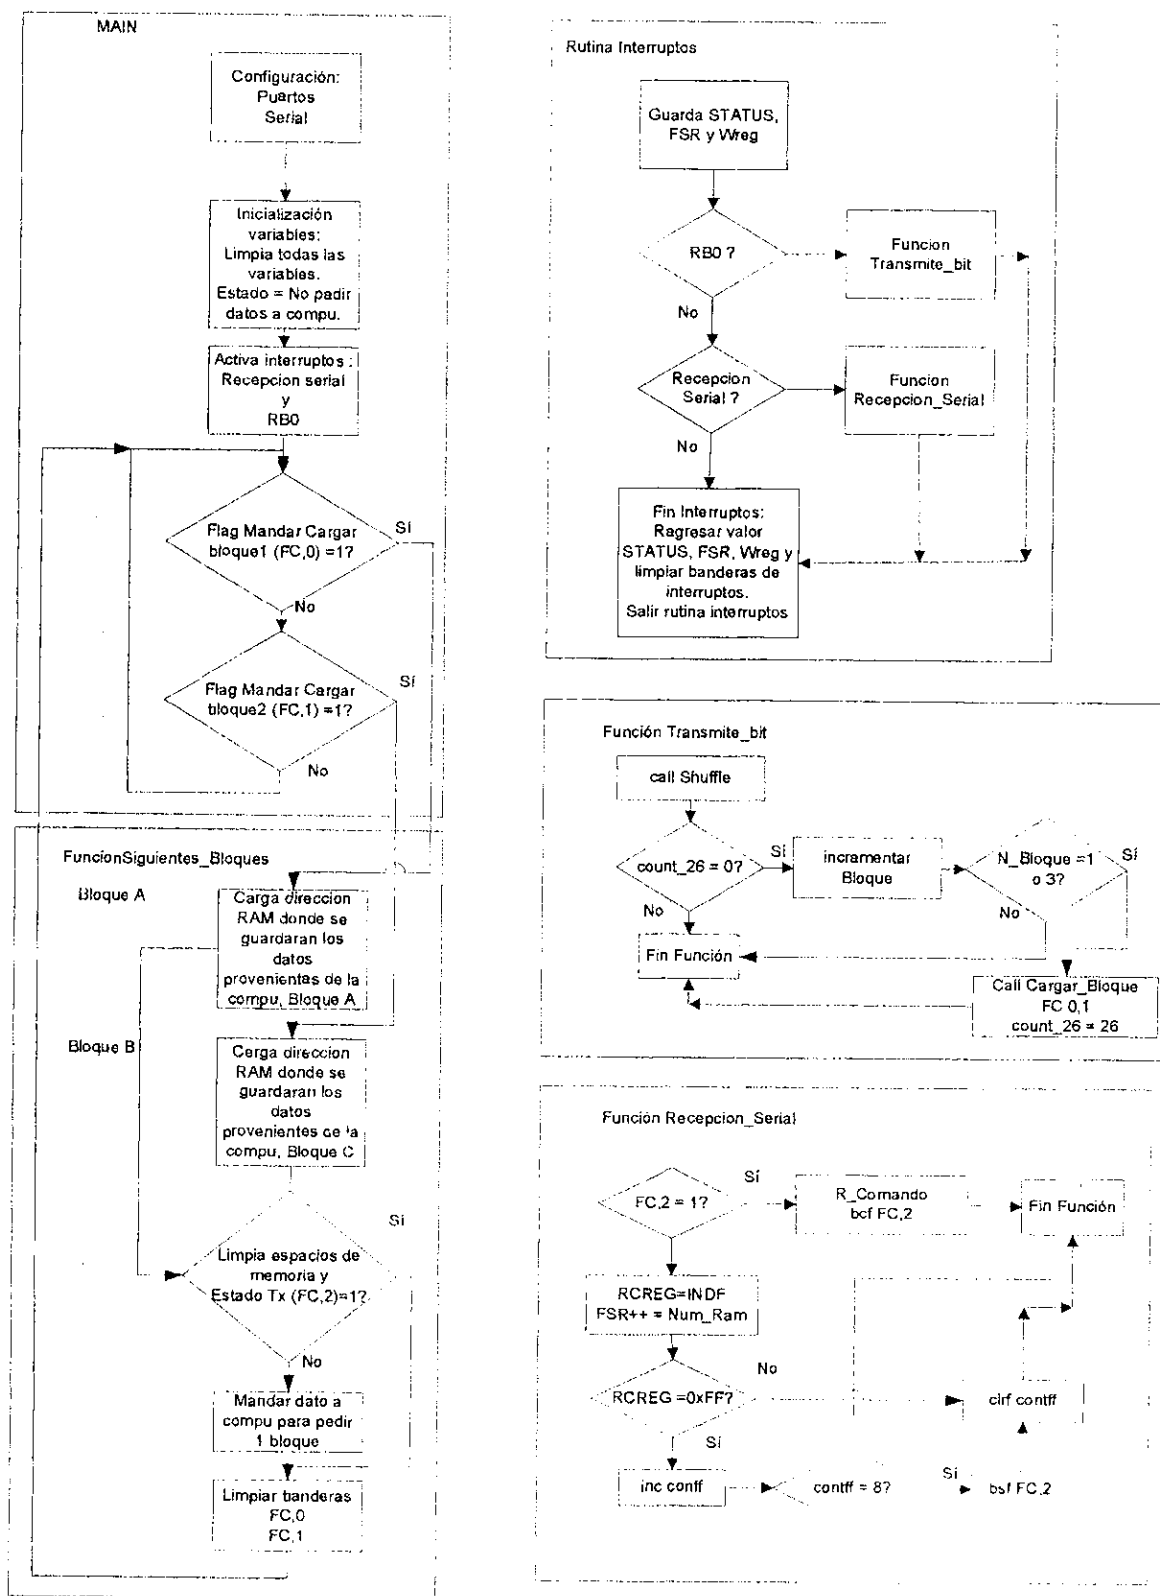 MAIN
Configuración:
Puartos
Serial
Inicialización
variables:
Limpia todas las
variables.
Estado = No padir
datos a compu.
Activa interruptos :
Recepcion serial
y
RB0
Flag Mandar Cargar
bloque1 (FC,0) =1?
Sí
No
Flag Mandar Cargar
bloque2 (FC,1) =1?
Sí
No
FuncionSiguientes_Bloques
Bloque A
Carga direccion
RAM donde se
guardaran los
datos
provenientes de la
compu, Bloque A
Bloque B
Cerga direccion
RAM donde se
guardaran los
datos
provenientes de la
compu, Bloque C
Limpia espacios de
memoria y
Estado Tx (FC,2)=1?
Sí
No
Mandar dato a
compu para pedir
1 bloque
Limpiar banderas
FC,0
FC,1
Rutina Interruptos
Guarda STATUS,
FSR y Wreg
RB0 ?
Funcion
Transmite_bit
No
Recepcion
Serial ?
Funcion
Recepcion_Serial
No
Fin Interruptos:
Ragresar valor
STATUS, FSR, Wreg y
limpiar banderas de
interruptos.
Salir rutina interruptos
Función Transmite_bit
call Shuffle
count_26 = 0?
Sí
incramentar
Bloque
N_Bloque =1
o 3?
Sí
No
No
Fin Función
Call Cargar_Bloque
FC 0,1
count_26 = 26
Función Recepcion_Serial
FC,2 = 1?
Sí
R_Comando
bcf FC,2
Fin Función
RCREG=INDF
FSR++ = Num_Ram
RCREG =0xFF?
No
clrf contff
Sí
inc contff
contff = 8?
Sí
bsf FC,2